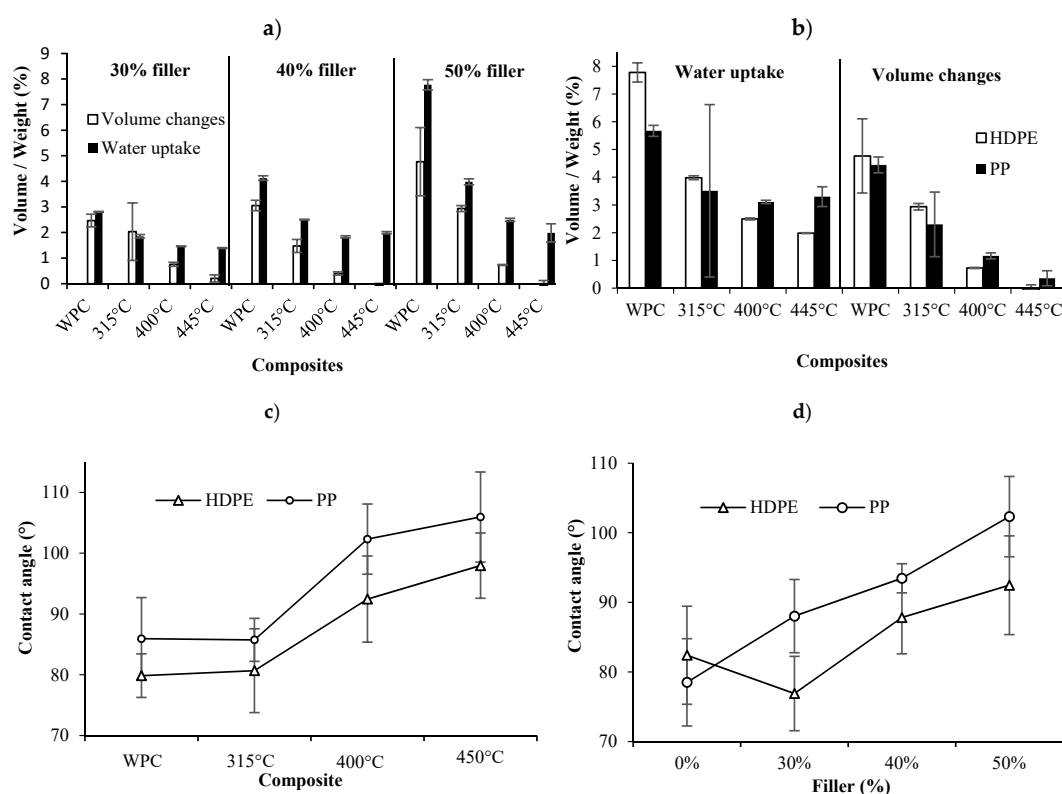 a)
9
8
7
6
5
4
3
2
1
0
Volume / Weight (%)
30% filler
40% filler
50% filler
Volume changes
Water uptake
WPC
315°C
400°C
445°C
WPC
315°C
400°C
445°C
WPC
315°C
400°C
445°C
Composites
b)
8
7
6
5
4
3
2
1
0
Volume / Weight (%)
Water uptake
Volume changes
HDPE
PP
WPC
315°C
400°C
445°C
WPC
315°C
400°C
445°C
Composites
c)
110
100
90
80
70
Contact angle (°)
HDPE
PP
WPC
315°C
400°C
450°C
Composite
d)
110
100
90
80
70
Contact angle (°)
HDPE
PP
0%
30%
40%
50%
Filler (%)